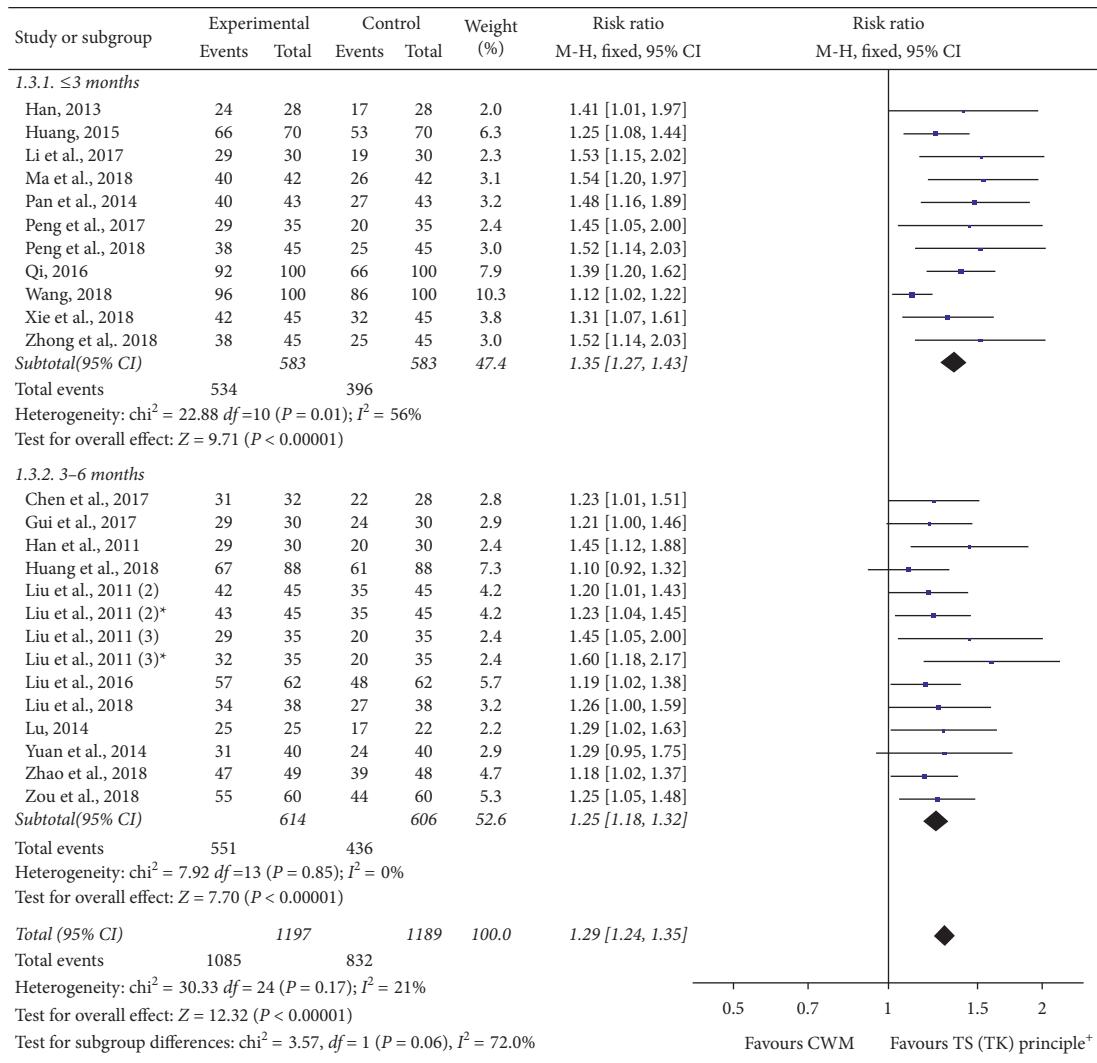 Study or subgroup Experimental Control Weight (%) Risk ratio Risk ratio
Events Total Events Total M-H, fixed, 95% CI M-H, fixed, 95% CI
1.3.1. ≤3 months
Han, 2013 24 28 17 28 2.0 1.41 [1.01, 1.97]
Huang, 2015 66 70 53 70 6.3 1.25 [1.08, 1.44]
Li et al., 2017 29 30 19 30 2.3 1.53 [1.15, 2.02]
Ma et al., 2018 40 42 26 42 3.1 1.54 [1.20, 1.97]
Pan et al., 2014 40 43 27 43 3.2 1.48 [1.16, 1.89]
Peng et al., 2017 29 35 20 35 2.4 1.45 [1.05, 2.00]
Peng et al., 2018 38 45 25 45 3.0 1.52 [1.14, 2.03]
Qi, 2016 92 100 66 100 7.9 1.39 [1.20, 1.62]
Wang, 2018 96 100 86 100 10.3 1.12 [1.02, 1.22]
Xie et al., 2018 42 45 32 45 3.8 1.31 [1.07, 1.61]
Zhong et al,. 2018 38 45 25 45 3.0 1.52 [1.14, 2.03]
Subtotal(95% CI) 583 583 47.4 1.35 [1.27, 1.43]
Total events 534 396
Heterogeneity: chi² = 22.88 df =10 (P = 0.01); I² = 56%
Test for overall effect: Z = 9.71 (P < 0.00001)
1.3.2. 3–6 months
Chen et al., 2017 31 32 22 28 2.8 1.23 [1.01, 1.51]
Gui et al., 2017 29 30 24 30 2.9 1.21 [1.00, 1.46]
Han et al., 2011 29 30 20 30 2.4 1.45 [1.12, 1.88]
Huang et al., 2018 67 88 61 88 7.3 1.10 [0.92, 1.32]
Liu et al., 2011 (2) 42 45 35 45 4.2 1.20 [1.01, 1.43]
Liu et al., 2011 (2)* 43 45 35 45 4.2 1.23 [1.04, 1.45]
Liu et al., 2011 (3) 29 35 20 35 2.4 1.45 [1.05, 2.00]
Liu et al., 2011 (3)* 32 35 20 35 2.4 1.60 [1.18, 2.17]
Liu et al., 2016 57 62 48 62 5.7 1.19 [1.02, 1.38]
Liu et al., 2018 34 38 27 38 3.2 1.26 [1.00, 1.59]
Lu, 2014 25 25 17 22 2.2 1.29 [1.02, 1.63]
Yuan et al., 2014 31 40 24 40 2.9 1.29 [0.95, 1.75]
Zhao et al., 2018 47 49 39 48 4.7 1.18 [1.02, 1.37]
Zou et al., 2018 55 60 44 60 5.3 1.25 [1.05, 1.48]
Subtotal(95% CI) 614 606 52.6 1.25 [1.18, 1.32]
Total events 551 436
Heterogeneity: chi² = 7.92 df =13 (P = 0.85); I² = 0%
Test for overall effect: Z = 7.70 (P < 0.00001)
Total (95% CI) 1197 1189 100.0 1.29 [1.24, 1.35]
Total events 1085 832
Heterogeneity: chi² = 30.33 df = 24 (P = 0.17); I² = 21%
Test for overall effect: Z = 12.32 (P < 0.00001)
Test for subgroup differences: chi² = 3.57, df = 1 (P = 0.06), I² = 72.0%
0.5 0.7 1 1.5 2
Favours CWM Favours TS (TK) principle⁺